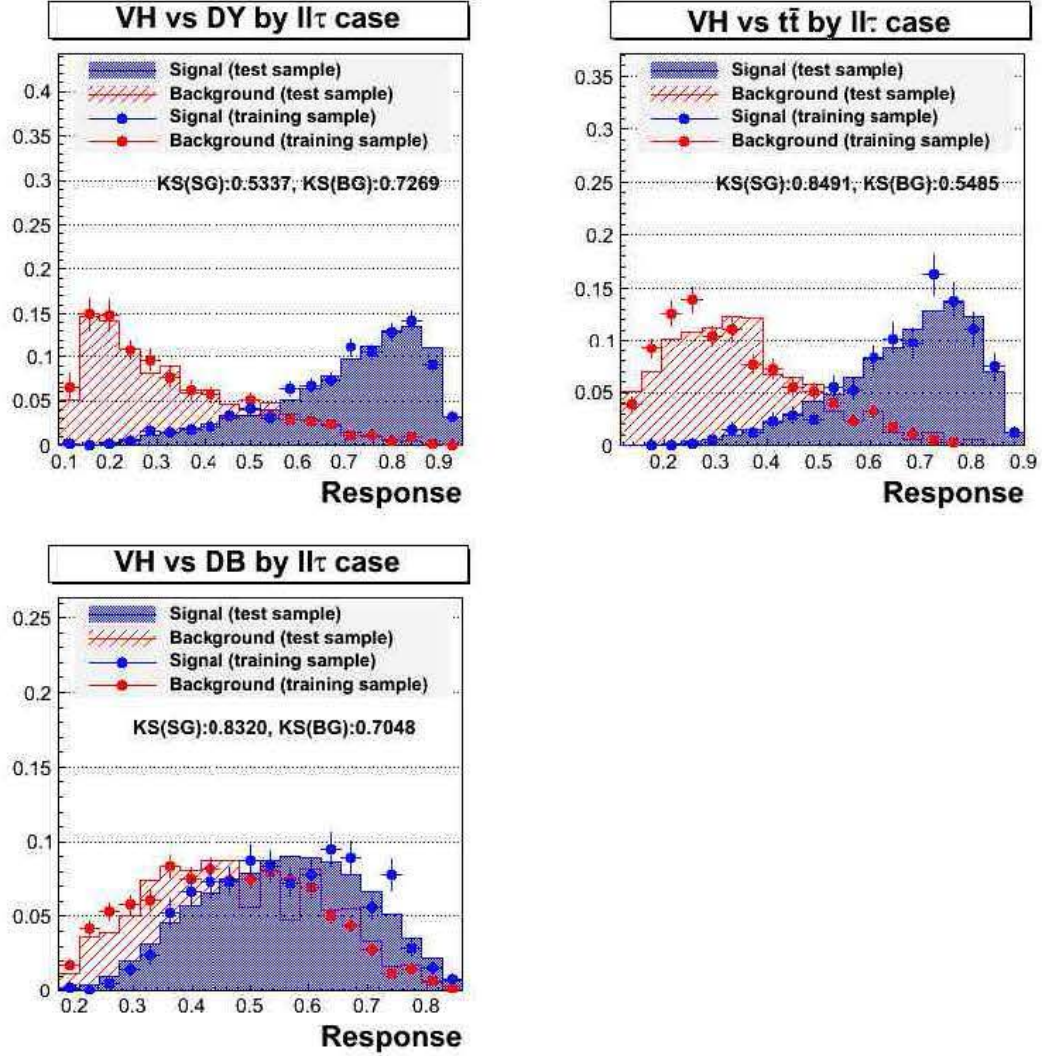 VH vs DY by llτ case
Signal (test sample)
Background (test sample)
Signal (training sample)
Background (training sample)
KS(SG):0.5337, KS(BG):0.7269
0.4
0.35
0.3
0.25
0.2
0.15
0.1
0.05
0
0.1 0.2 0.3 0.4 0.5 0.6 0.7 0.8 0.9
Response
VH vs tt̄ by llτ case
Signal (test sample)
Background (test sample)
Signal (training sample)
Background (training sample)
KS(SG):0.8491, KS(BG):0.5485
0.35
0.3
0.25
0.2
0.15
0.1
0.05
0
0.2 0.3 0.4 0.5 0.6 0.7 0.8 0.9
Response
VH vs DB by llτ case
Signal (test sample)
Background (test sample)
Signal (training sample)
Background (training sample)
KS(SG):0.8320, KS(BG):0.7048
0.25
0.2
0.15
0.1
0.05
0
0.2 0.3 0.4 0.5 0.6 0.7 0.8
Response